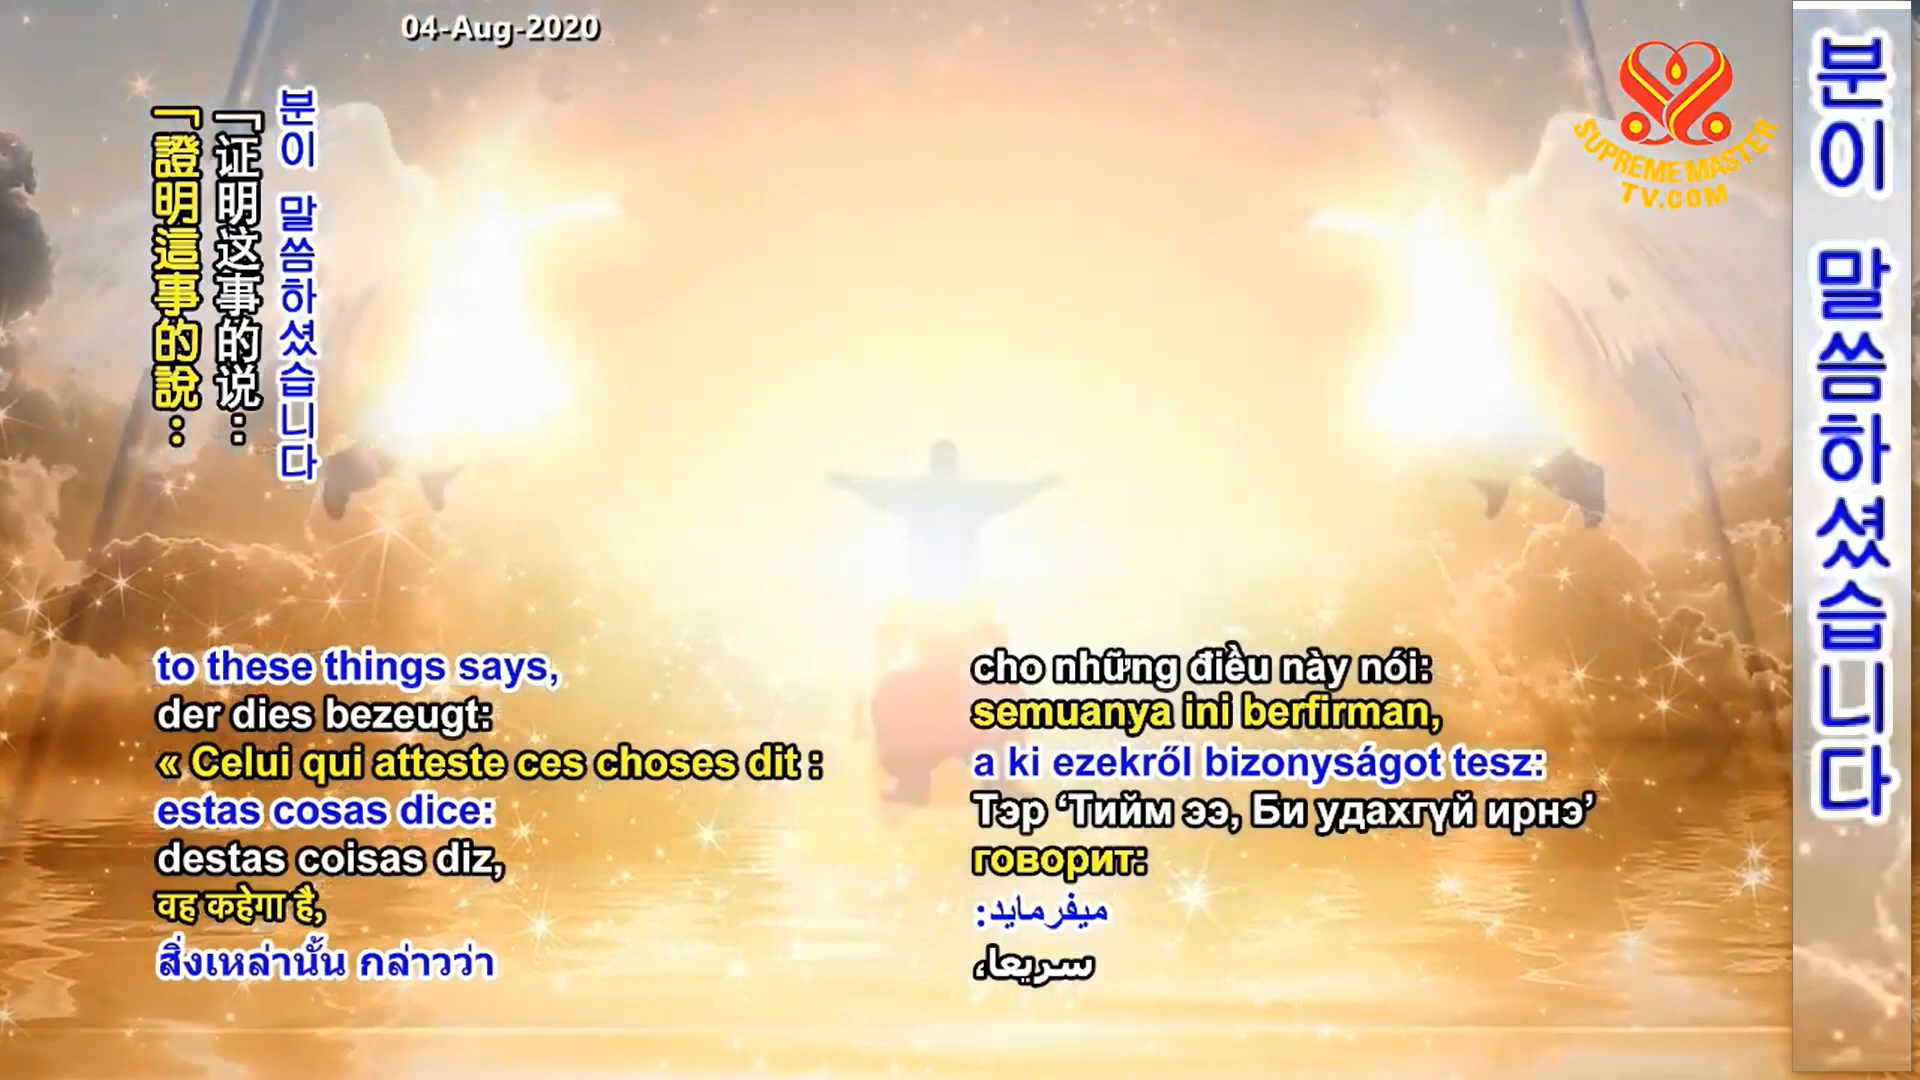 04-Aug-2020
SUPREME MASTER
TV.COM
「證明這事的說：
『证明这事的说：
분이 말씀하셨습니다
to these things says,
der dies bezeugt:
« Celui qui atteste ces choses dit :
estas cosas dice:
destas coisas diz,
वह कहेगा है,
สิ่งเหล่านั้น กล่าวว่า
cho những điều này nói:
semuanya ini berfirman,
a ki ezekről bizonyságot tesz:
Тэр ‘Тийм ээ, Би удахгүй ирнэ’
говорит:
میفرماید:
سريعا،
분이 말씀하셨습니다